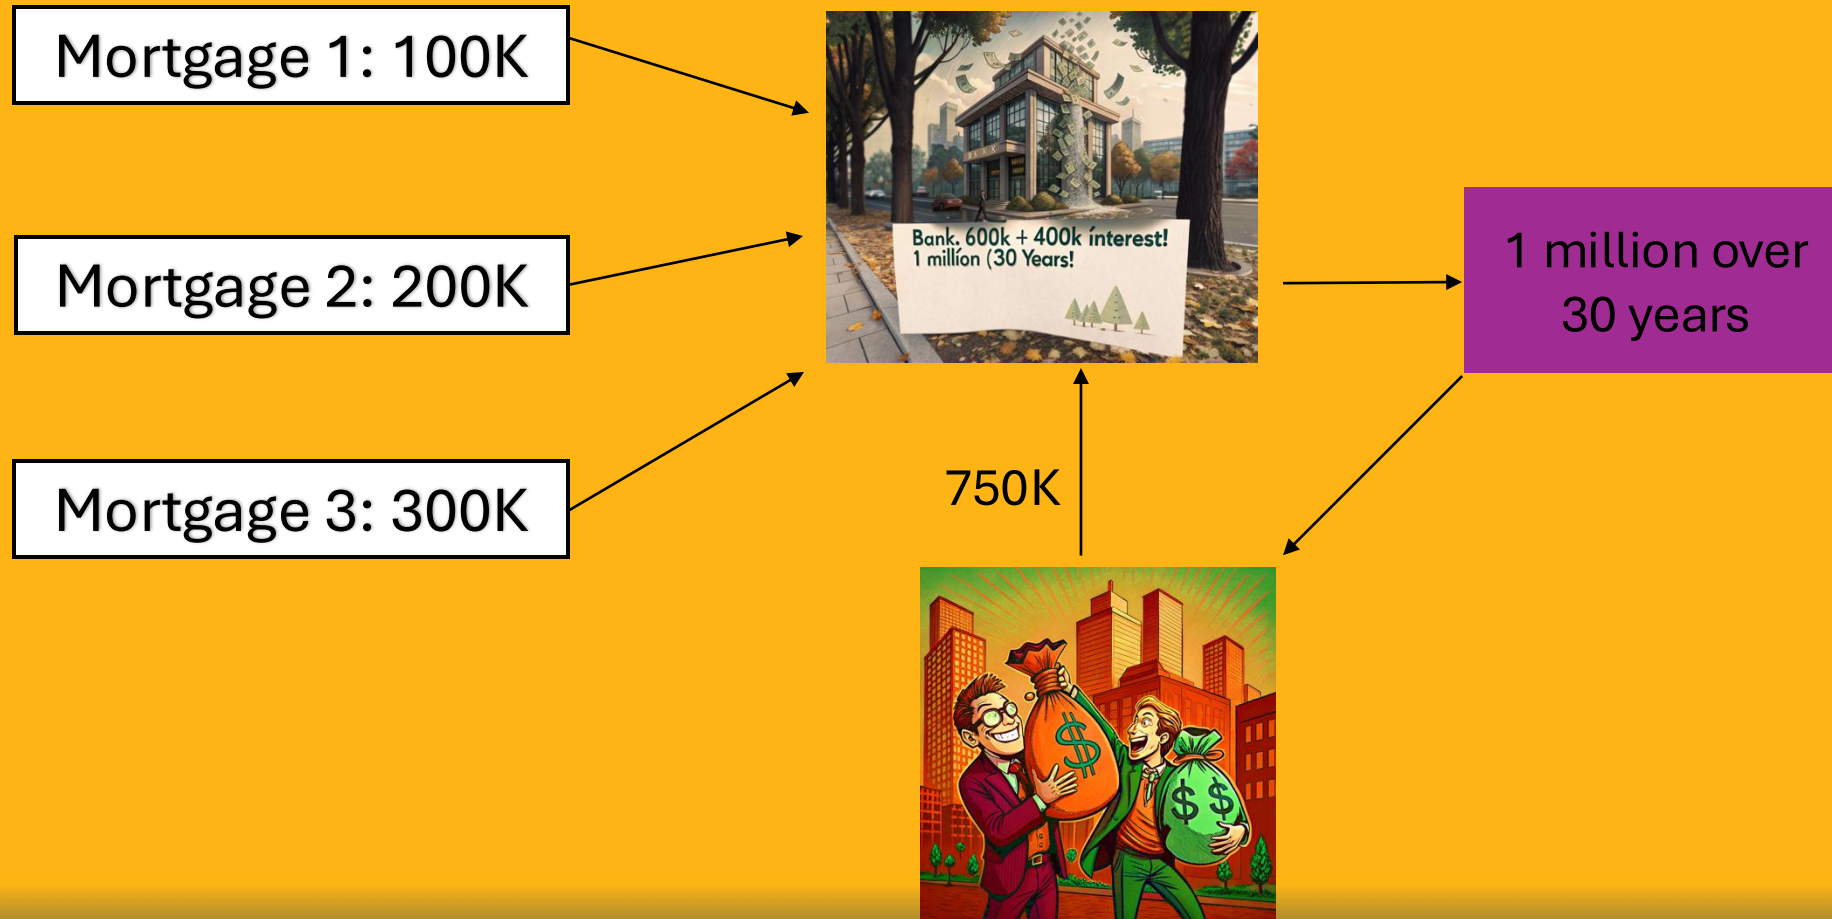 Mortgage 1: 100K
Mortgage 2: 200K
Mortgage 3: 300K
BANK
Bank. 600k + 400k interest!
1 million (30 Years!
1 million over
30 years
750K
$
$ $